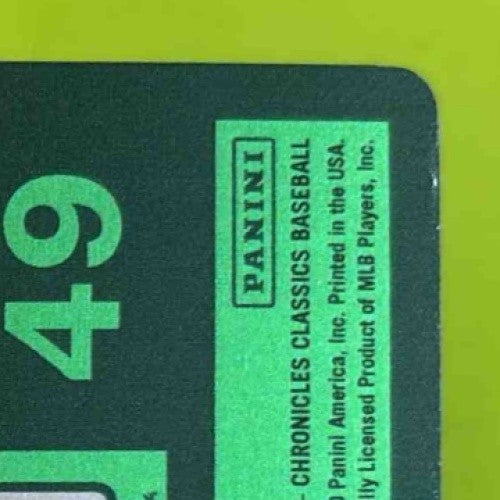 49
PANINI
- CHRONICLES CLASSICS BASEBALL
Panini America, Inc. Printed in the USA.
Licensed Product of MLB Players, Inc.